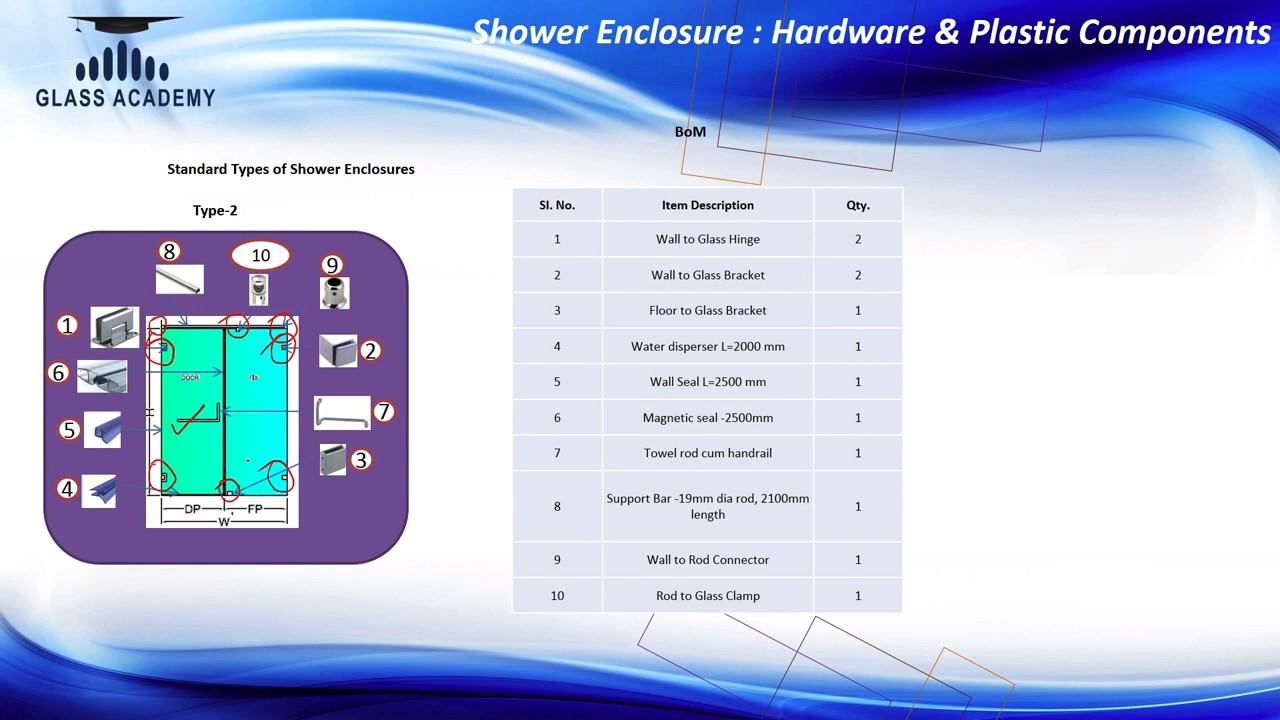 Shower Enclosure : Hardware & Plastic Components
GLASS ACADEMY
BoM
Standard Types of Shower Enclosures
Type-2
8
10
9
1
2
6
7
5
3
4
DOOR
FIX
H
DP
FP
W
SI. No. Item Description Qty.
1 Wall to Glass Hinge 2
2 Wall to Glass Bracket 2
3 Floor to Glass Bracket 1
4 Water disperser L=2000 mm 1
5 Wall Seal L=2500 mm 1
6 Magnetic seal -2500mm 1
7 Towel rod cum handrail 1
8 Support Bar -19mm dia rod, 2100mm 1
length
9 Wall to Rod Connector 1
10 Rod to Glass Clamp 1